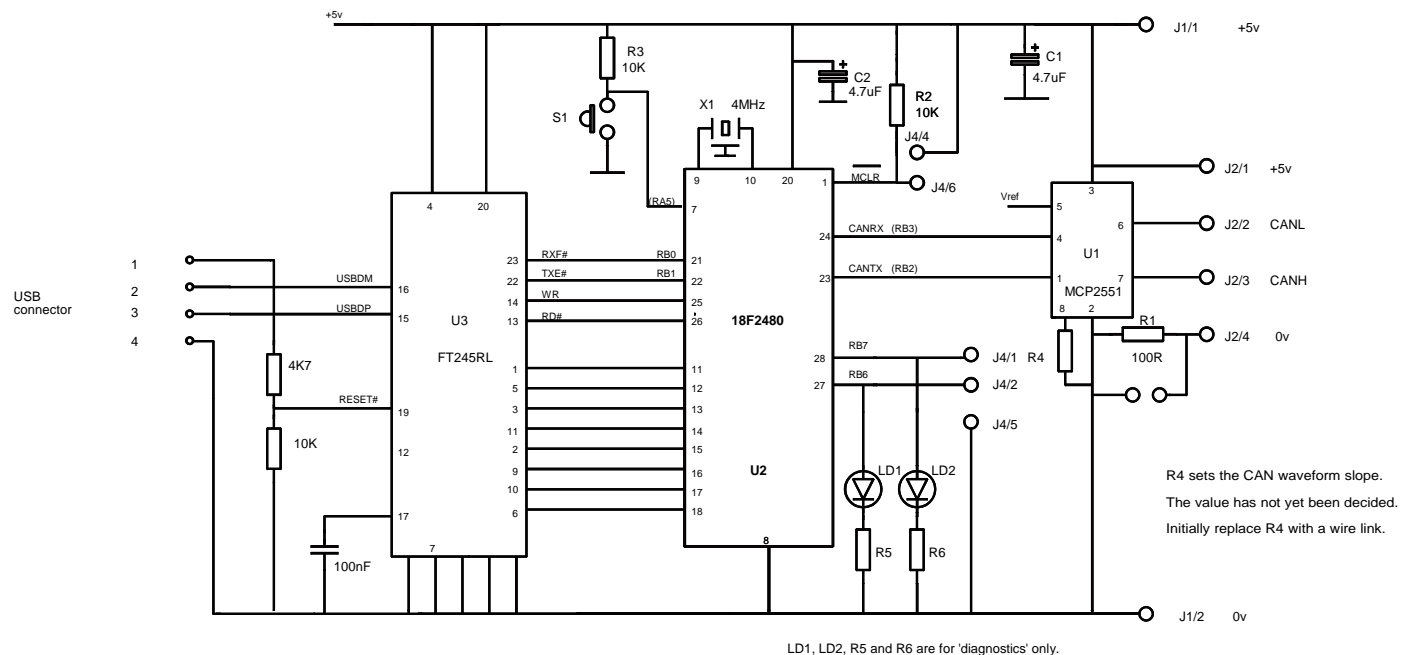 +5v
J1/1 +5v
R3
10K
C2
4.7uF
C1
4.7uF
R2
10K
X1 4MHz
S1
J4/4
9 10 20 1
MCLR
J4/6
J2/1 +5v
4 20
(RA5)
7
Vref
5
3
6
J2/2 CANL
24
CANRX (RB3)
4
U1
23
CANTX (RB2)
1
7
J2/3 CANH
MCP2551
8 2
USB
connector
1
2
3
4
USBDM
16
USBDP
15
U3
FT245RL
23
RXF#
RB0
21
22
TXE#
RB1
22
14
WR
25
13
RD#
26
18F2480
R1
100R
J2/4 0v
28
RB7
J4/1
R4
27
RB6
J4/2
J4/5
4K7
RESET#
19
10K
12
17
100nF
7
1
11
5
12
3
13
11
14
2
15
9
16
10
17
6
18
U2
8
LD1
LD2
R5
R6
R4 sets the CAN waveform slope.
The value has not yet been decided.
Initially replace R4 with a wire link.
J1/2 0v
LD1, LD2, R5 and R6 are for 'diagnostics' only.